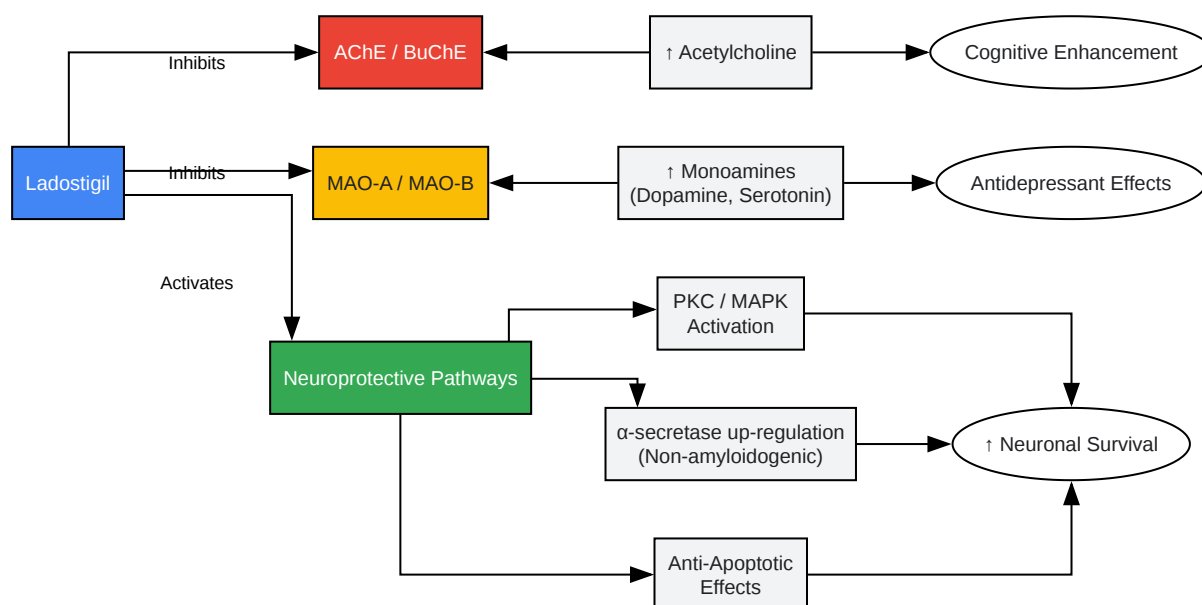 AChE / BuChE
↑ Acetylcholine
Cognitive Enhancement
Inhibits
Ladostigil
Inhibits
MAO-A / MAO-B
↑ Monoamines
(Dopamine, Serotonin)
Antidepressant Effects
Activates
PKC / MAPK
Activation
Neuroprotective Pathways
α-secretase up-regulation
(Non-amyloidogenic)
↑ Neuronal Survival
Anti-Apoptotic
Effects